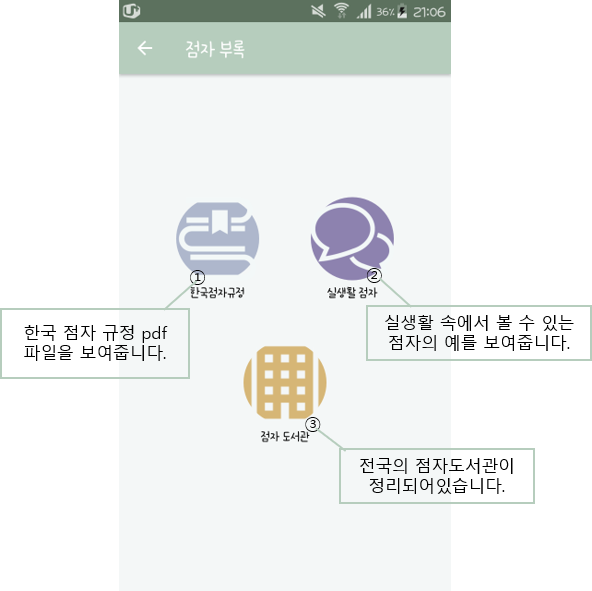 36% 21:06
점자 부록
①
한국점자규정
②
실생활 점자
한국 점자 규정 pdf
파일을 보여줍니다.
실생활 속에서 볼 수 있는
점자의 예를 보여줍니다.
③
점자 도서관
전국의 점자도서관이
정리되어있습니다.